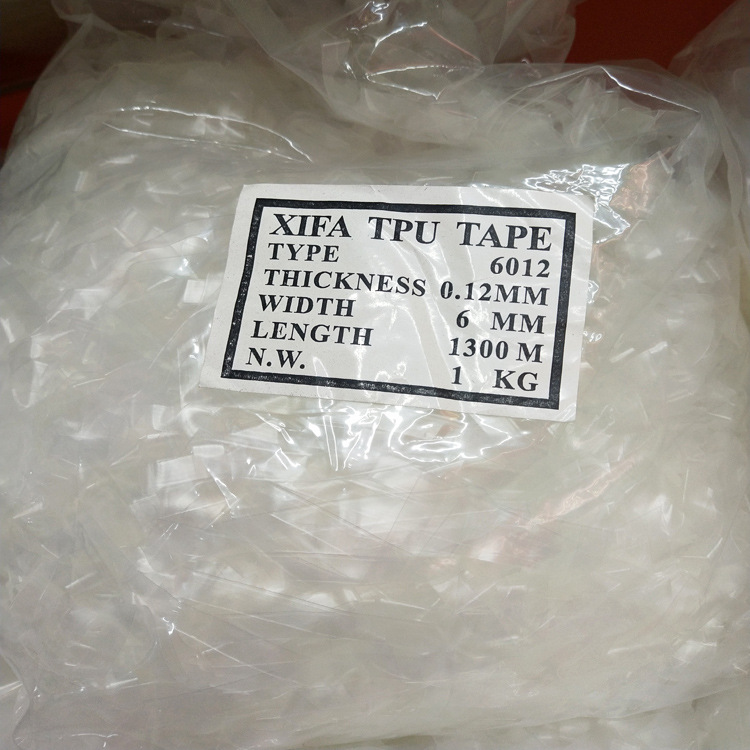 XIFA TPU TAPE
TYPE 6012
THICKNESS 0.12MM
WIDTH 6 MM
LENGTH 1300 M
N.W. 1 KG